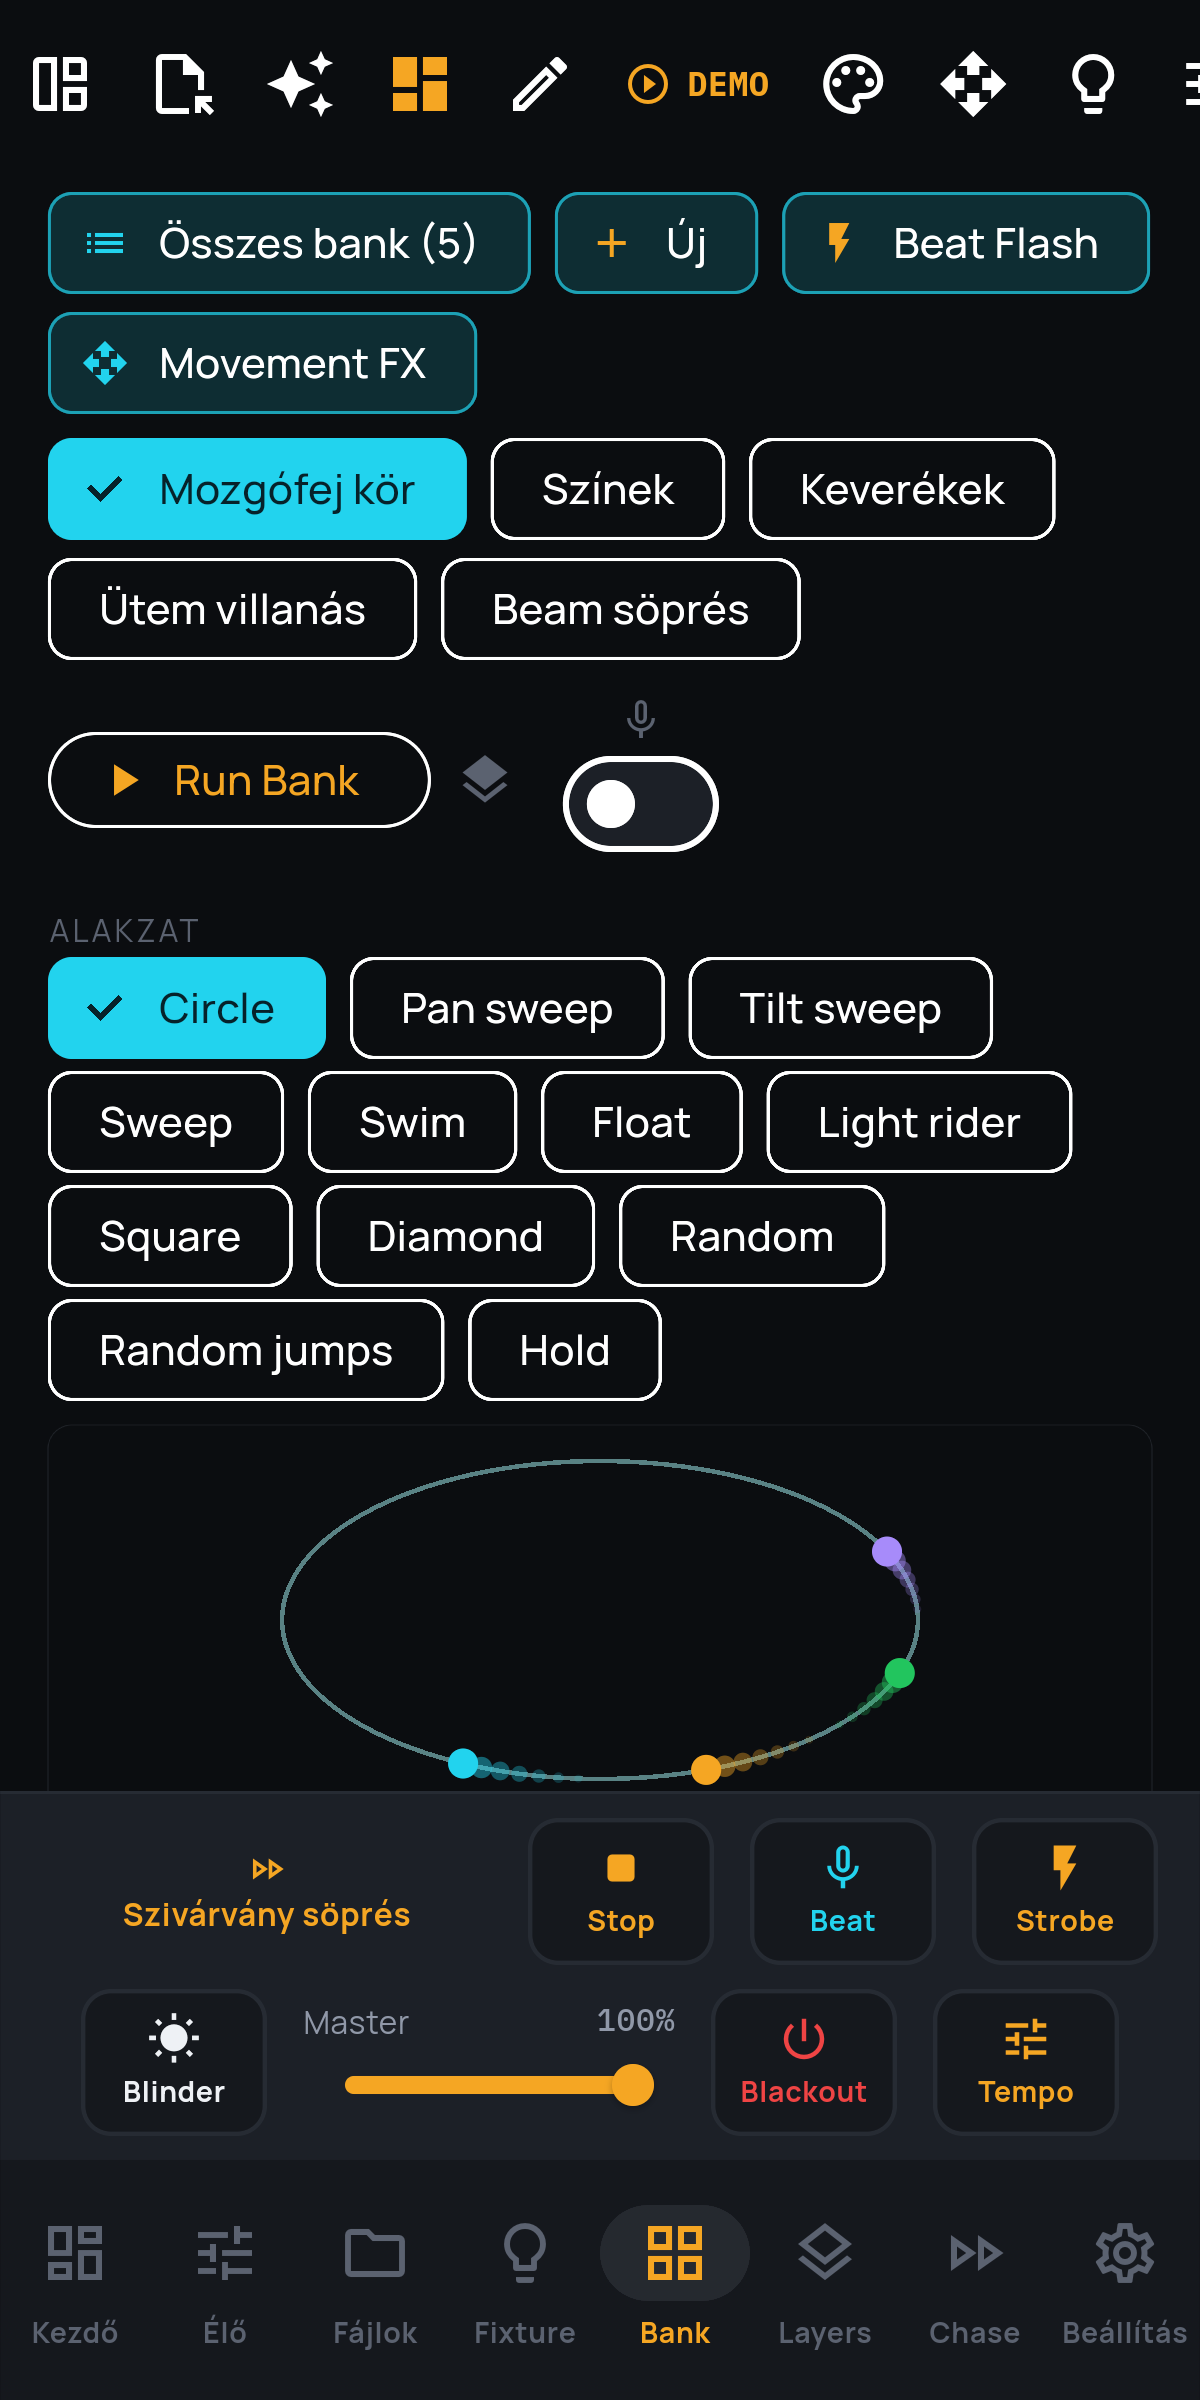 DEMO
Összes bank (5) Új Beat Flash
Movement FX
Mozgófej kör Színek Keverékek
Ütem villanás Beam söprés
Run Bank
ALAKZAT
Circle Pan sweep Tilt sweep
Sweep Swim Float Light rider
Square Diamond Random
Random jumps Hold
Szivárvány söprés Stop Beat Strobe
Blinder Master 100% Blackout Tempo
Kezdő Élő Fájlok Fixture Bank Layers Chase Beállítás